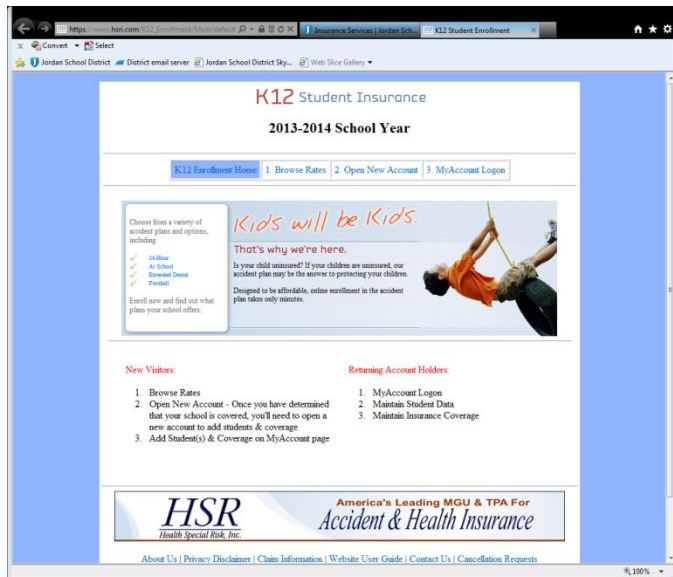 https://www.hsri.com/K12_Enrollment/Main/default
Insurance Services | Jordan Sch...
K12 Student Enrollment
x Convert Select
Jordan School District District email server Jordan School District Sky... Web Slice Gallery
K12 Student Insurance
2013-2014 School Year
K12 Enrollment Home 1. Browse Rates 2. Open New Account 3. MyAccount Logon
Choose from a variety of
accident plans and options,
including:
24-Hour
At School
Extended Dental
Football
Enroll now and find out what
plans your school offers.
Kids will be Kids.
That's why we're here.
Is your child uninsured? If your children are uninsured, our
accident plan may be the answer to protecting your children.
Designed to be affordable, online enrollment in the accident
plan takes only minutes.
New Visitors:
1. Browse Rates
2. Open New Account - Once you have determined
that your school is covered, you'll need to open a
new account to add students & coverage
3. Add Student(s) & Coverage on MyAccount page
Returning Account Holders:
1. MyAccount Logon
2. Maintain Student Data
3. Maintain Insurance Coverage
HSR
Health Special Risk, Inc.
America's Leading MGU & TPA For
Accident & Health Insurance
About Us | Privacy Disclaimer | Claim Information | Website User Guide | Contact Us | Cancellation Requests
100%